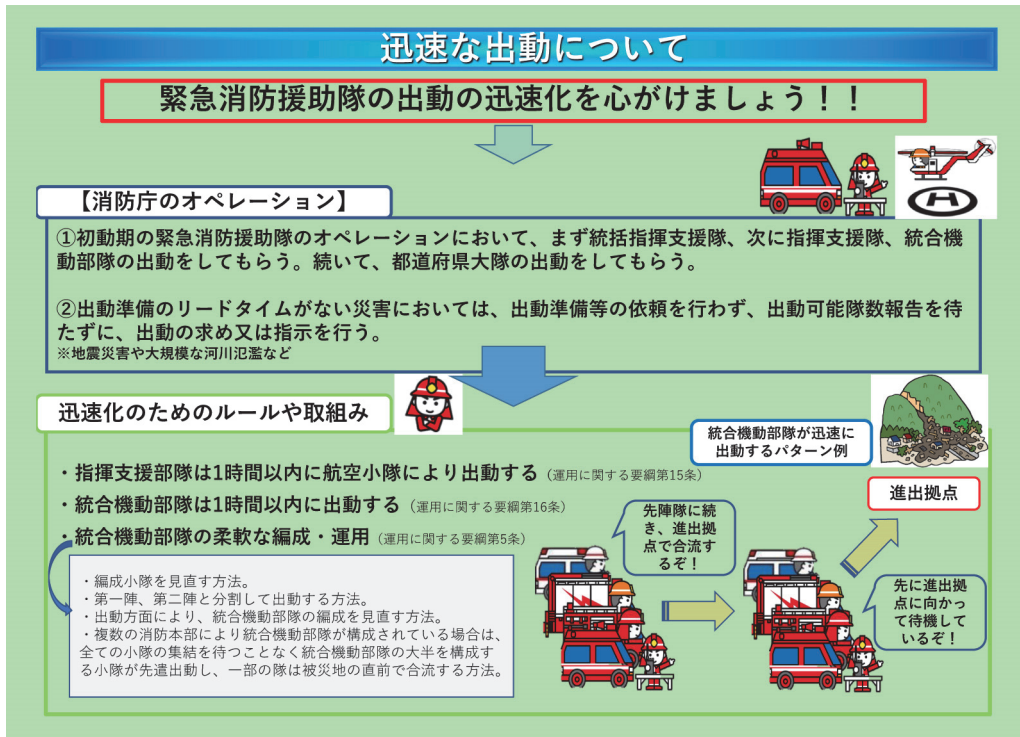 迅速な出動について
緊急消防援助隊の出動の迅速化を心がけましょう！！
【消防庁のオペレーション】
①初動期の緊急消防援助隊のオペレーションにおいて、まず統括指揮支援隊、次に指揮支援隊、統合機
動部隊の出動をしてもらう。続いて、都道府県大隊の出動をしてもらう。
②出動準備のリードタイムがない災害においては、出動準備等の依頼を行わず、出動可能隊数報告を待
たずに、出動の求め又は指示を行う。
※地震災害や大規模な河川氾濫など
迅速化のためのルールや取組み
・指揮支援部隊は1時間以内に航空小隊により出動する（運用に関する要綱第15条）
・統合機動部隊は1時間以内に出動する（運用に関する要綱第16条）
・統合機動部隊の柔軟な編成・運用（運用に関する要綱第5条）
・編成小隊を見直す方法。
・第一陣、第二陣と分割して出動する方法。
・出動方面により、統合機動部隊の編成を見直す方法。
・複数の消防本部により統合機動部隊が構成されている場合は、
全ての小隊の集結を待つことなく統合機動部隊の大半を構成す
る小隊が先遣出動し、一部の隊は被災地の直前で合流する方法。
統合機動部隊が迅速に
出動するパターン例
進出拠点
先陣隊に続
き、進出拠
点で合流す
るぞ！
先に進出拠
点に向かっ
て待機して
いるぞ！
H